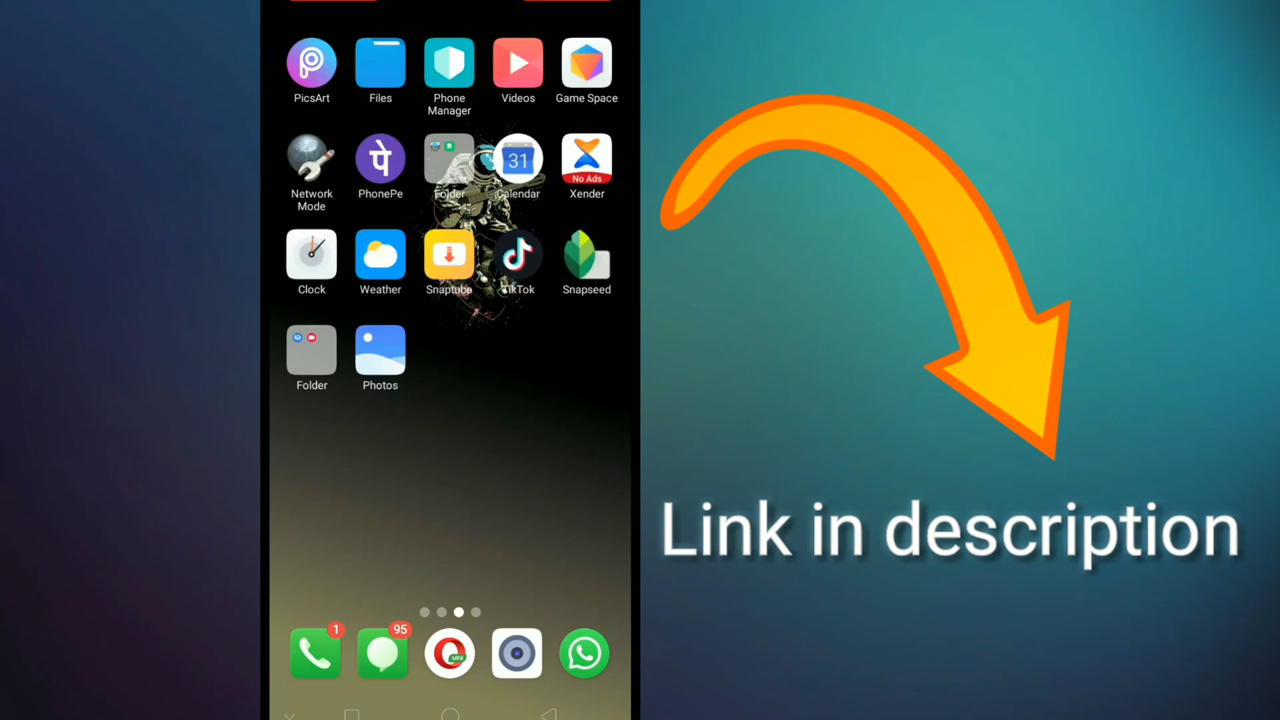 PicsArt
Files
Phone
Manager
Videos
Game Space
31
No Ads
Network
Mode
पे
PhonePe
Folder
Calendar
Xender
Clock
Weather
Snaptube
TikTok
Snapseed
Folder
Photos
Link in description
1
95
MINI